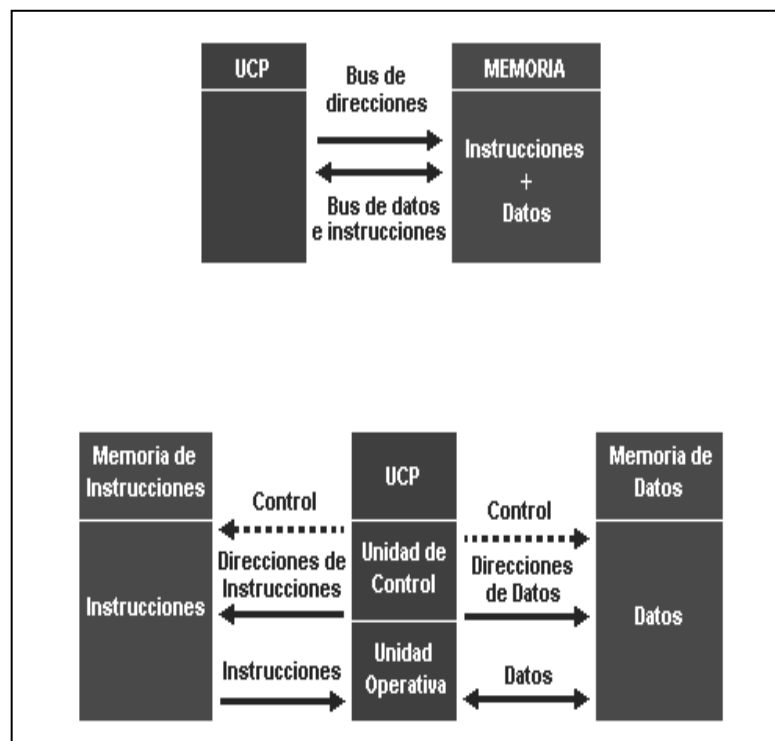 UCP
Bus de
direcciones
Bus de datos
e instrucciones
MEMORIA
Instrucciones
+
Datos
Memoria de
Instrucciones
Instrucciones
Control
Direcciones de
Instrucciones
Instrucciones
UCP
Unidad de
Control
Unidad
Operativa
Control
Direcciones
de Datos
Datos
Memoria de
Datos
Datos